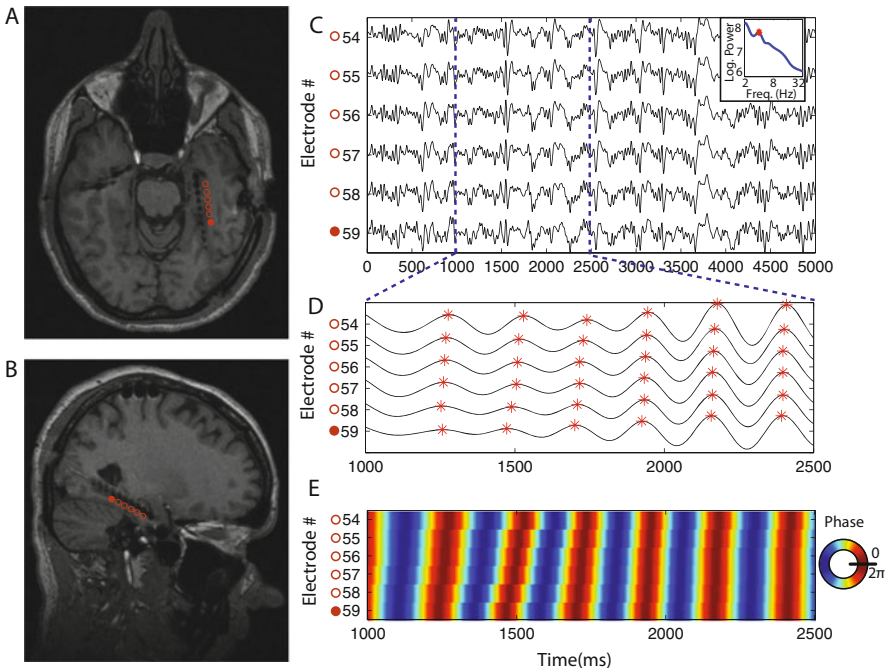 A
B
C
Electrode #
54
55
56
57
58
59
0 500 1000 1500 2000 2500 3000 3500 4000 4500 5000
Log. Power
8
7
6
2 8 32
Freq. (Hz)
D
Electrode #
54
55
56
57
58
59
1000 1500 2000 2500
E
Electrode #
54
55
56
57
58
59
1000 1500 2000 2500
Time(ms)
Phase
0
2π